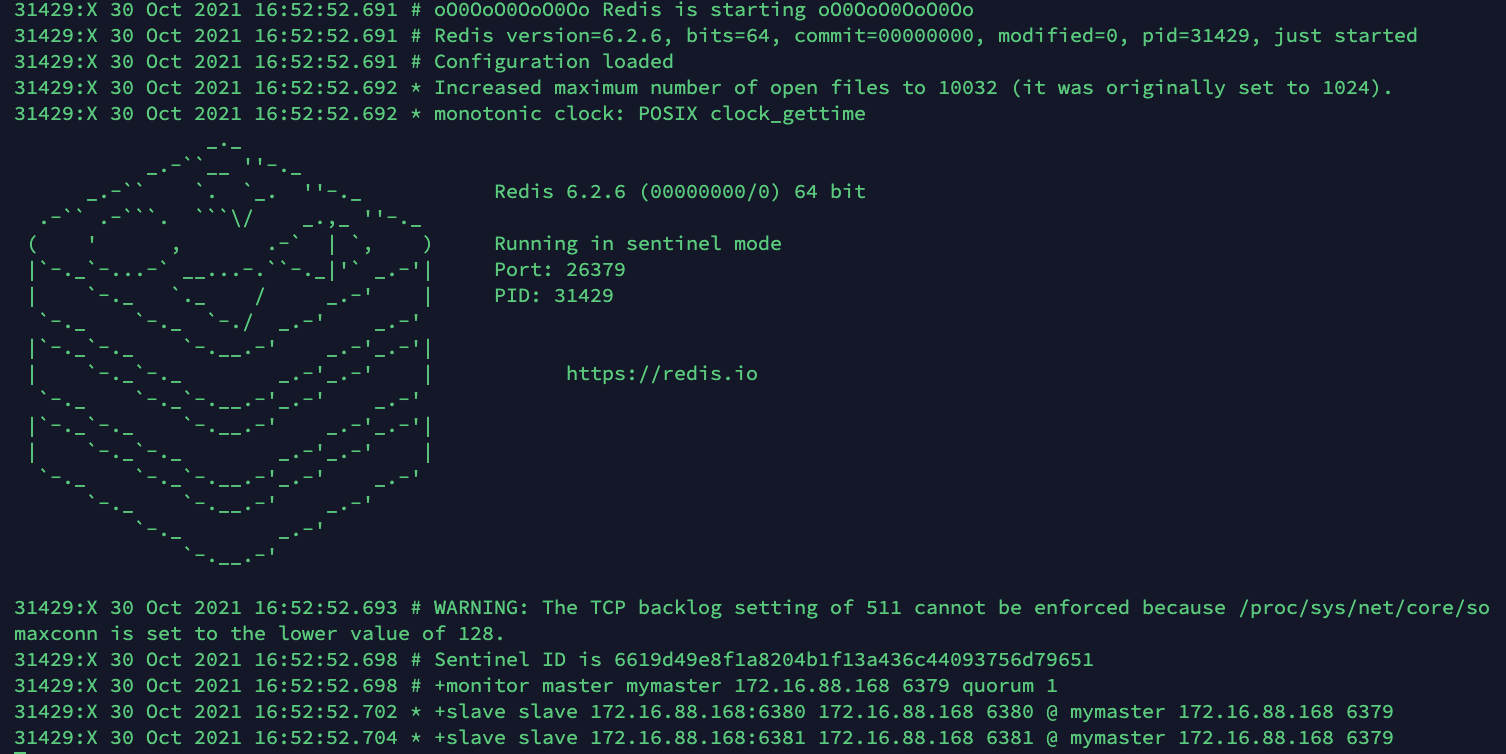 31429:X 30 Oct 2021 16:52:52.691 # oO0OoO0OoO0Oo Redis is starting oO0OoO0OoO0Oo
31429:X 30 Oct 2021 16:52:52.691 # Redis version=6.2.6, bits=64, commit=00000000, modified=0, pid=31429, just started
31429:X 30 Oct 2021 16:52:52.691 # Configuration loaded
31429:X 30 Oct 2021 16:52:52.692 * Increased maximum number of open files to 10032 (it was originally set to 1024).
31429:X 30 Oct 2021 16:52:52.692 * monotonic clock: POSIX clock_gettime
Redis 6.2.6 (00000000/0) 64 bit
Running in sentinel mode
Port: 26379
PID: 31429
https://redis.io
31429:X 30 Oct 2021 16:52:52.693 # WARNING: The TCP backlog setting of 511 cannot be enforced because /proc/sys/net/core/so
maxconn is set to the lower value of 128.
31429:X 30 Oct 2021 16:52:52.698 # Sentinel ID is 6619d49e8f1a8204b1f13a436c44093756d79651
31429:X 30 Oct 2021 16:52:52.698 # +monitor master mymaster 172.16.88.168 6379 quorum 1
31429:X 30 Oct 2021 16:52:52.702 * +slave slave 172.16.88.168:6380 172.16.88.168 6380 @ mymaster 172.16.88.168 6379
31429:X 30 Oct 2021 16:52:52.704 * +slave slave 172.16.88.168:6381 172.16.88.168 6381 @ mymaster 172.16.88.168 6379